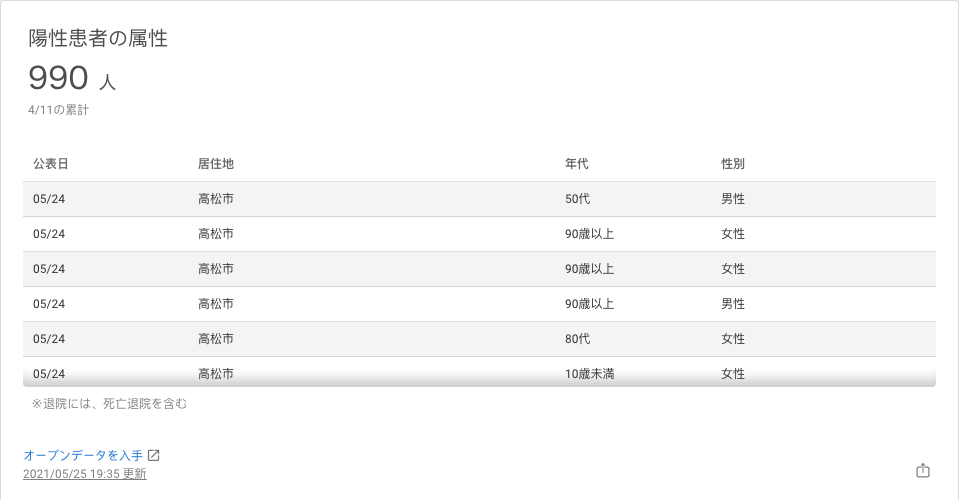 陽性患者の属性
990 人
4/11の累計
公表日 居住地 年代 性別
05/24 高松市 50代 男性
05/24 高松市 90歳以上 女性
05/24 高松市 90歳以上 女性
05/24 高松市 90歳以上 男性
05/24 高松市 80代 女性
05/24 高松市 10歳未満 女性
※退院には、死亡退院を含む
オープンデータを入手
2021/05/25 19:35 更新